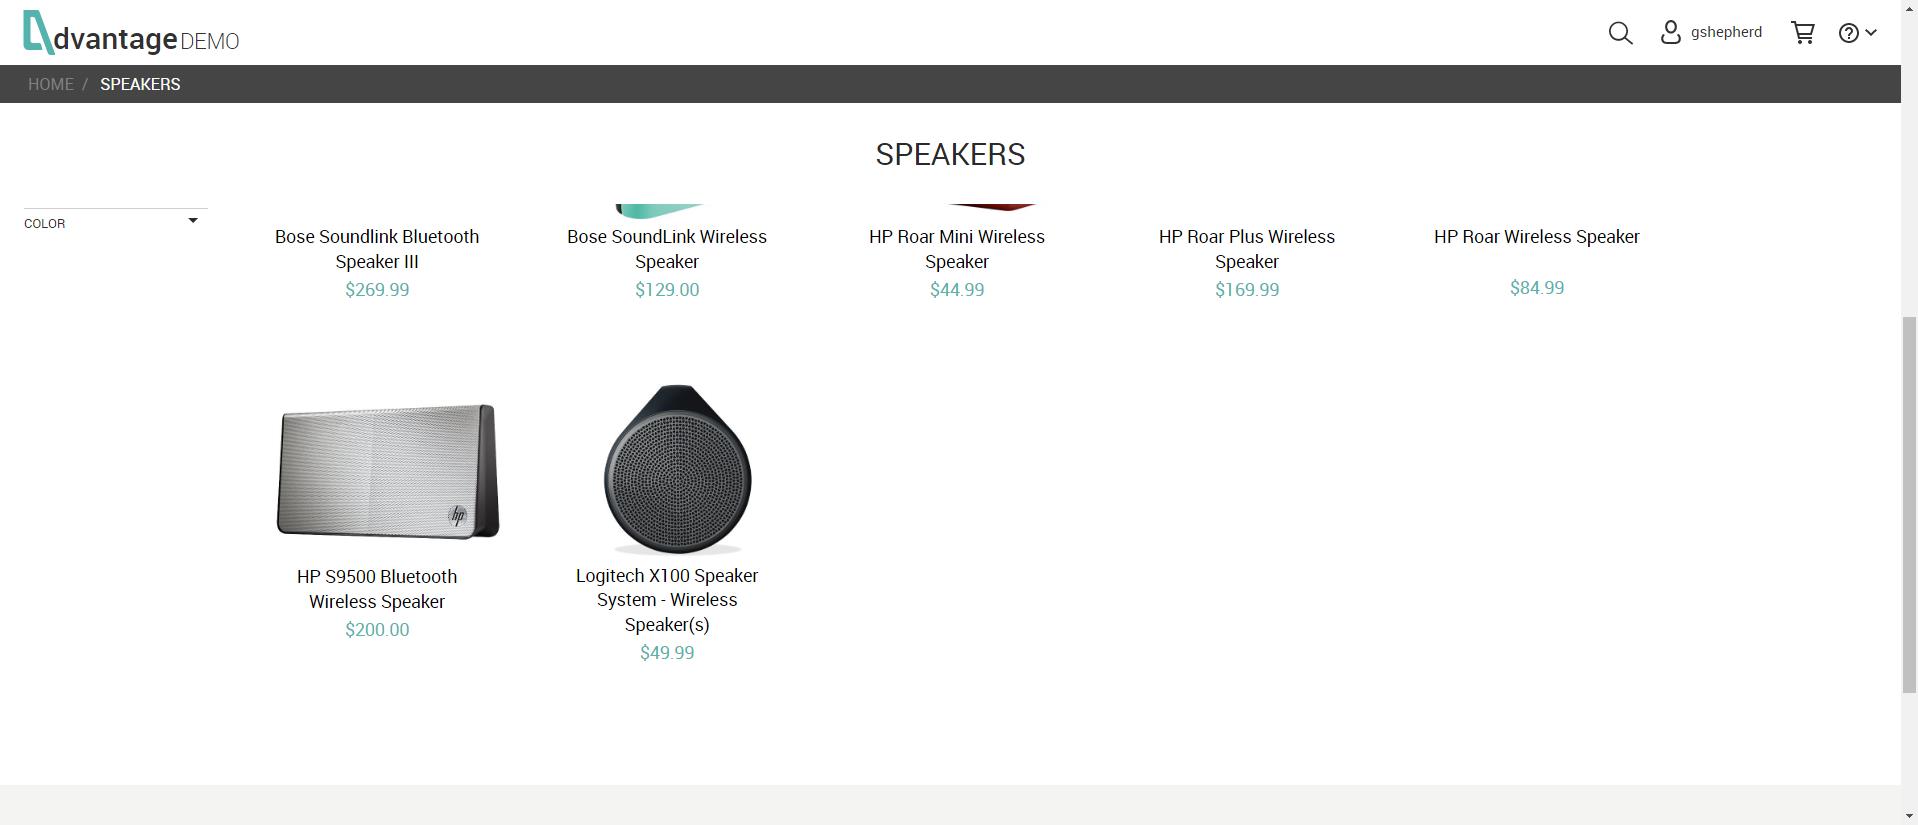 dvantage DEMO
gshepherd
HOME / SPEAKERS
SPEAKERS
COLOR
Bose Soundlink Bluetooth
Speaker III
$269.99
Bose SoundLink Wireless
Speaker
$129.00
HP Roar Mini Wireless
Speaker
$44.99
HP Roar Plus Wireless
Speaker
$169.99
HP Roar Wireless Speaker
$84.99
hp
HP S9500 Bluetooth
Wireless Speaker
$200.00
Logitech X100 Speaker
System - Wireless
Speaker(s)
$49.99